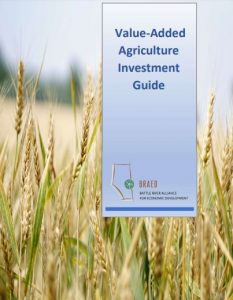 Value-Added
Agriculture
Investment
Guide
BRAED
BATTLE RIVER ALLIANCE
FOR ECONOMIC DEVELOPMENT